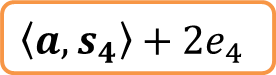 ⟨𝒂, 𝒔₄⟩ + 2𝑒₄